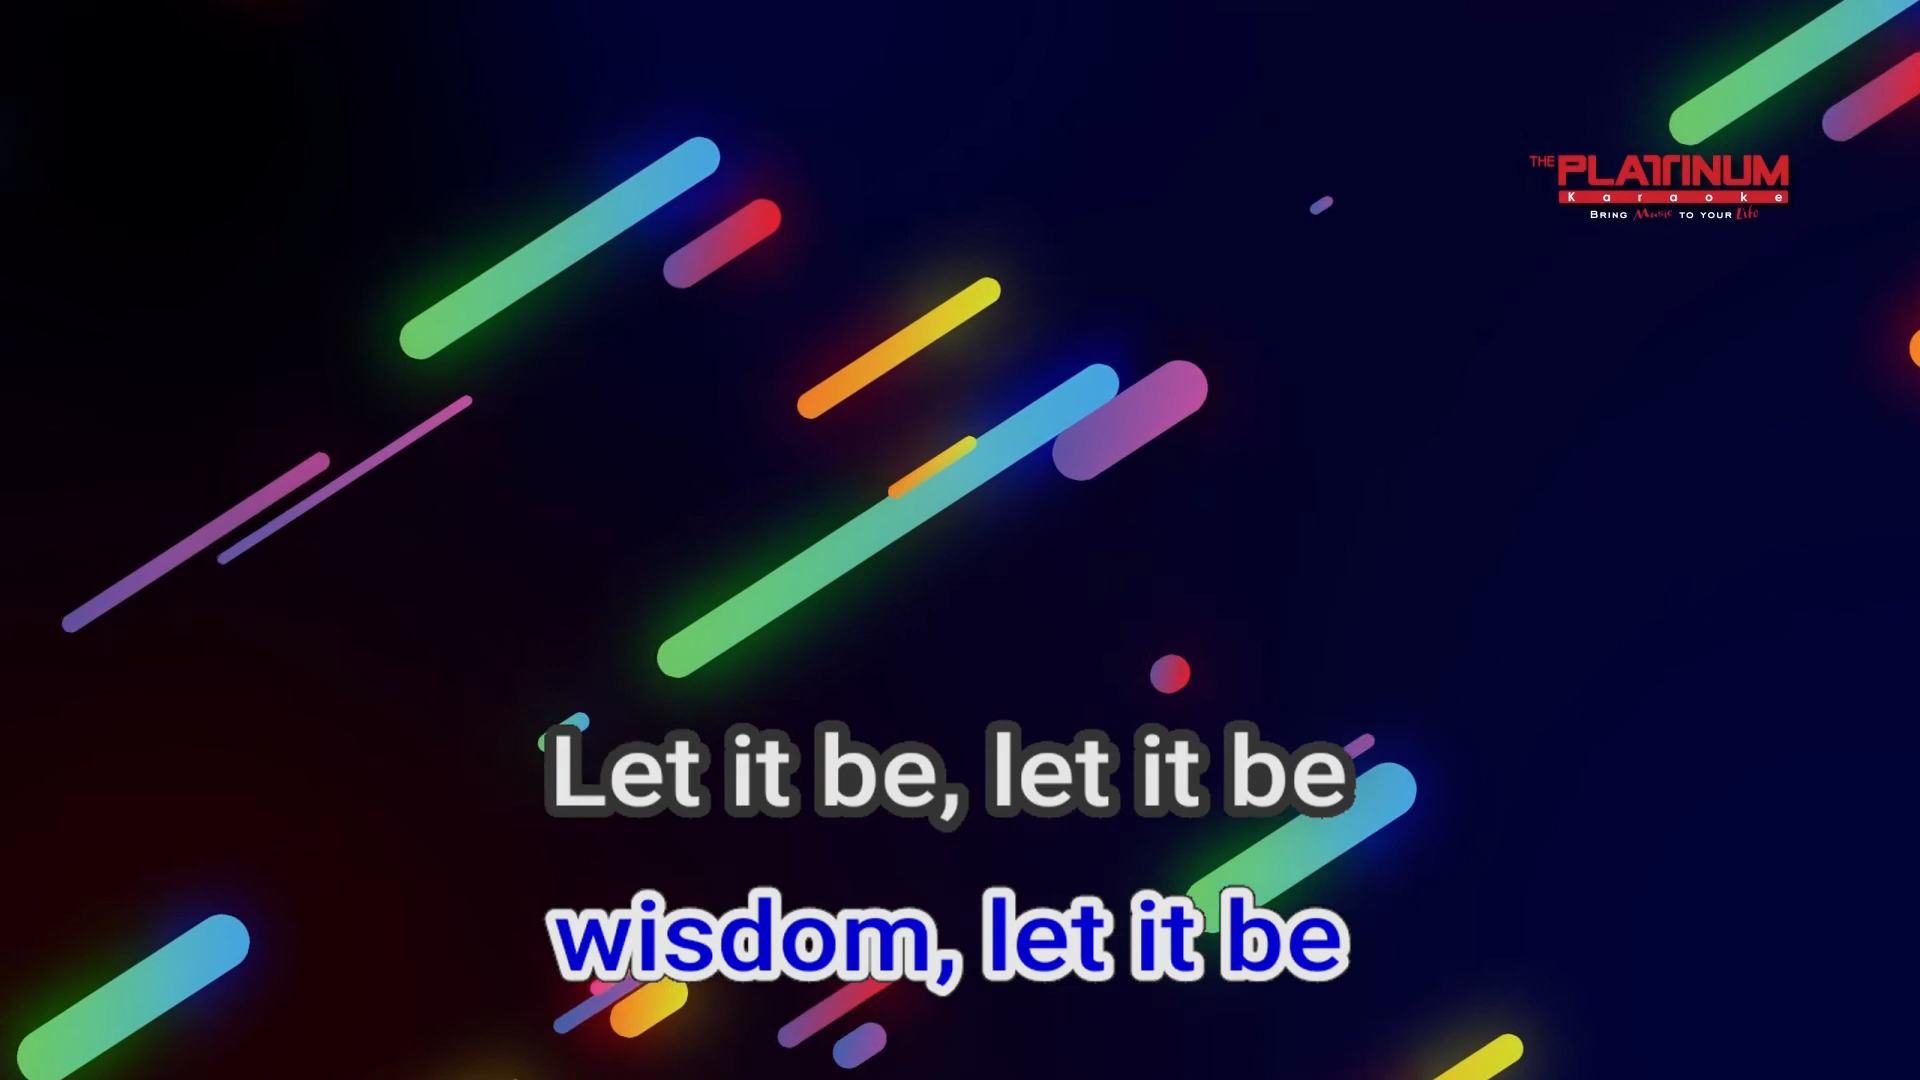 THE PLATINUM
Karaoke
BRING Music TO YOUR Life
Let it be, let it be
wisdom, let it be